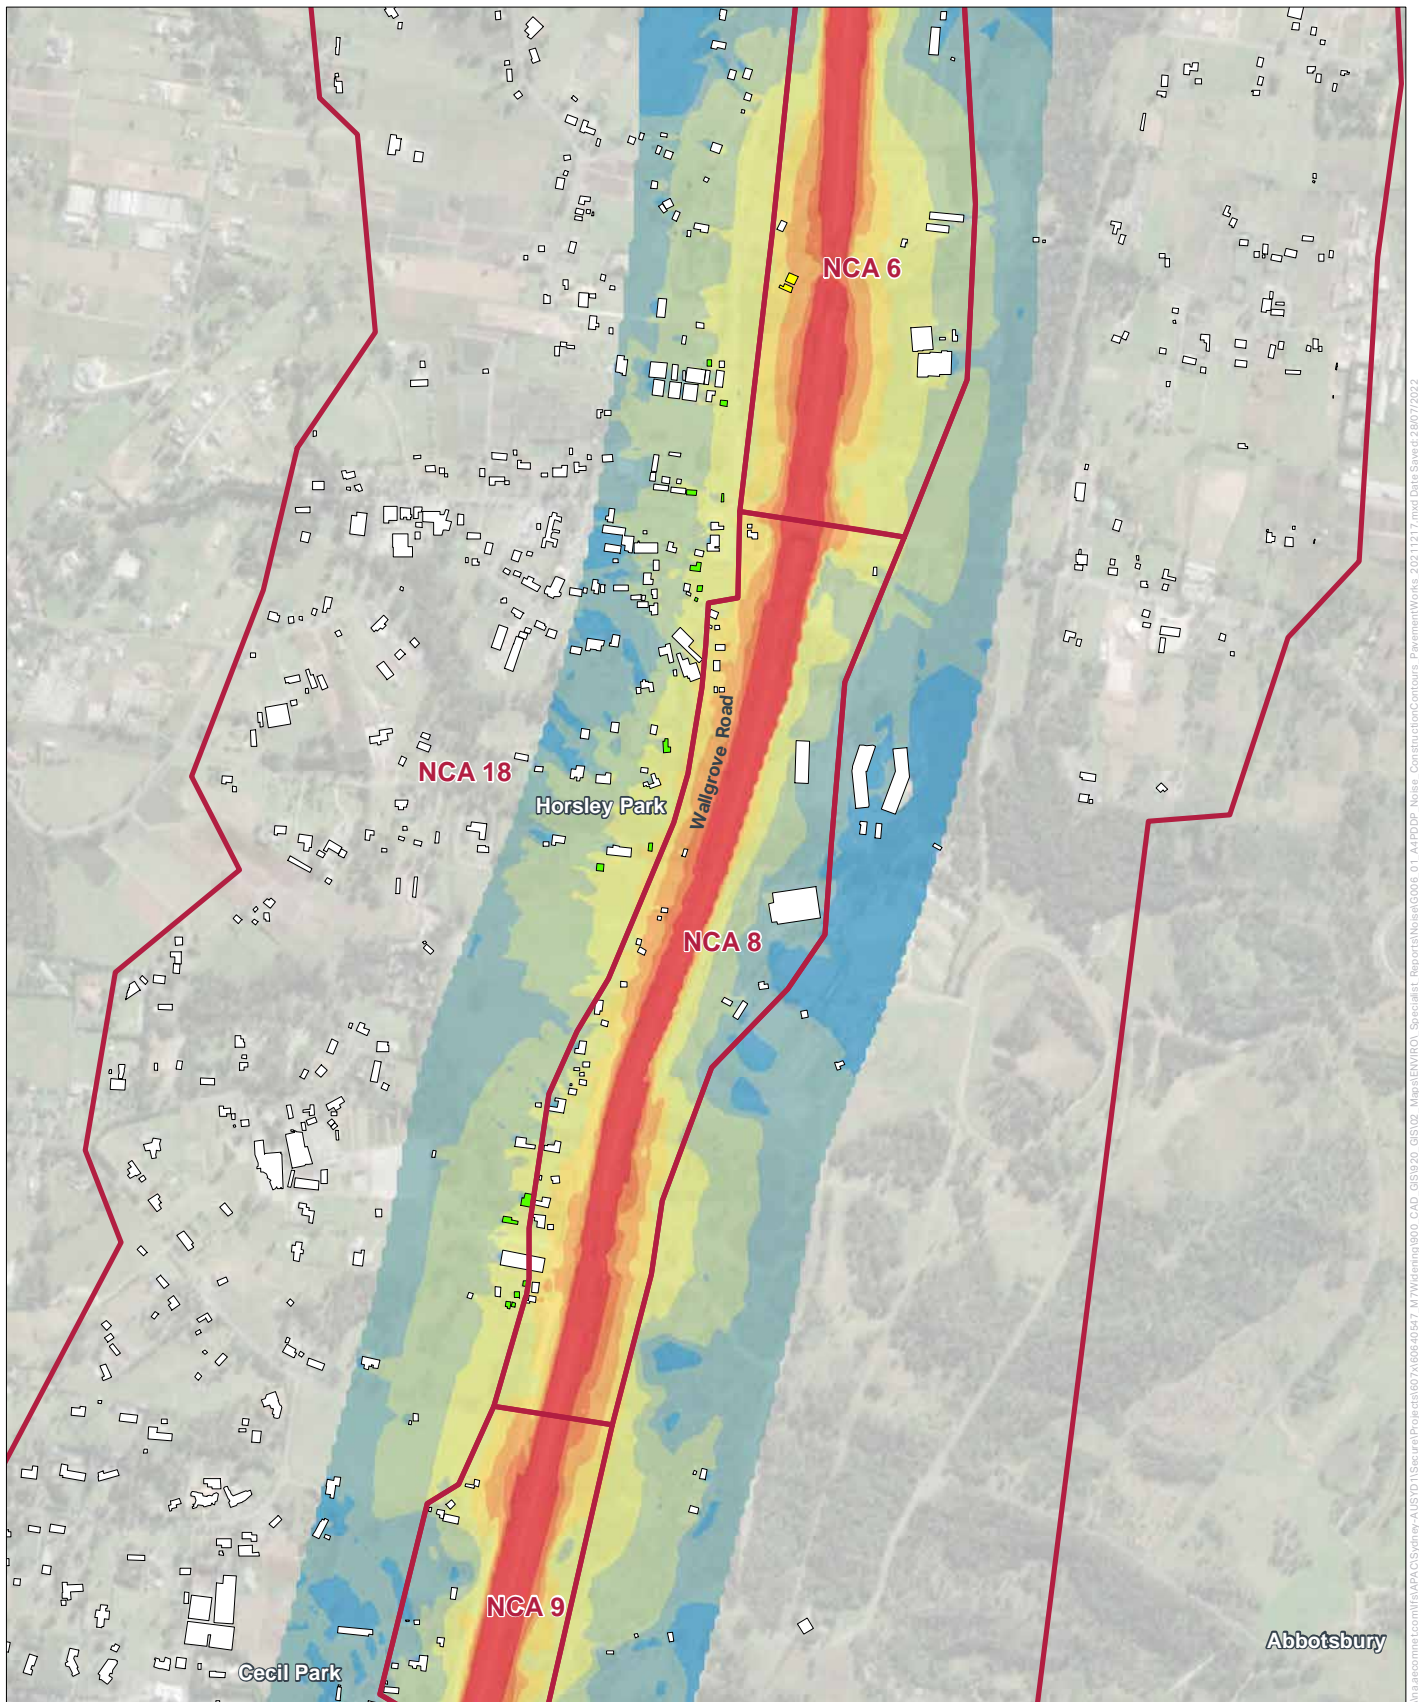 NCA 6
Wallgrove Road
NCA 18
Horsley Park
NCA 8
NCA 9
Cecil Park
Abbotsbury